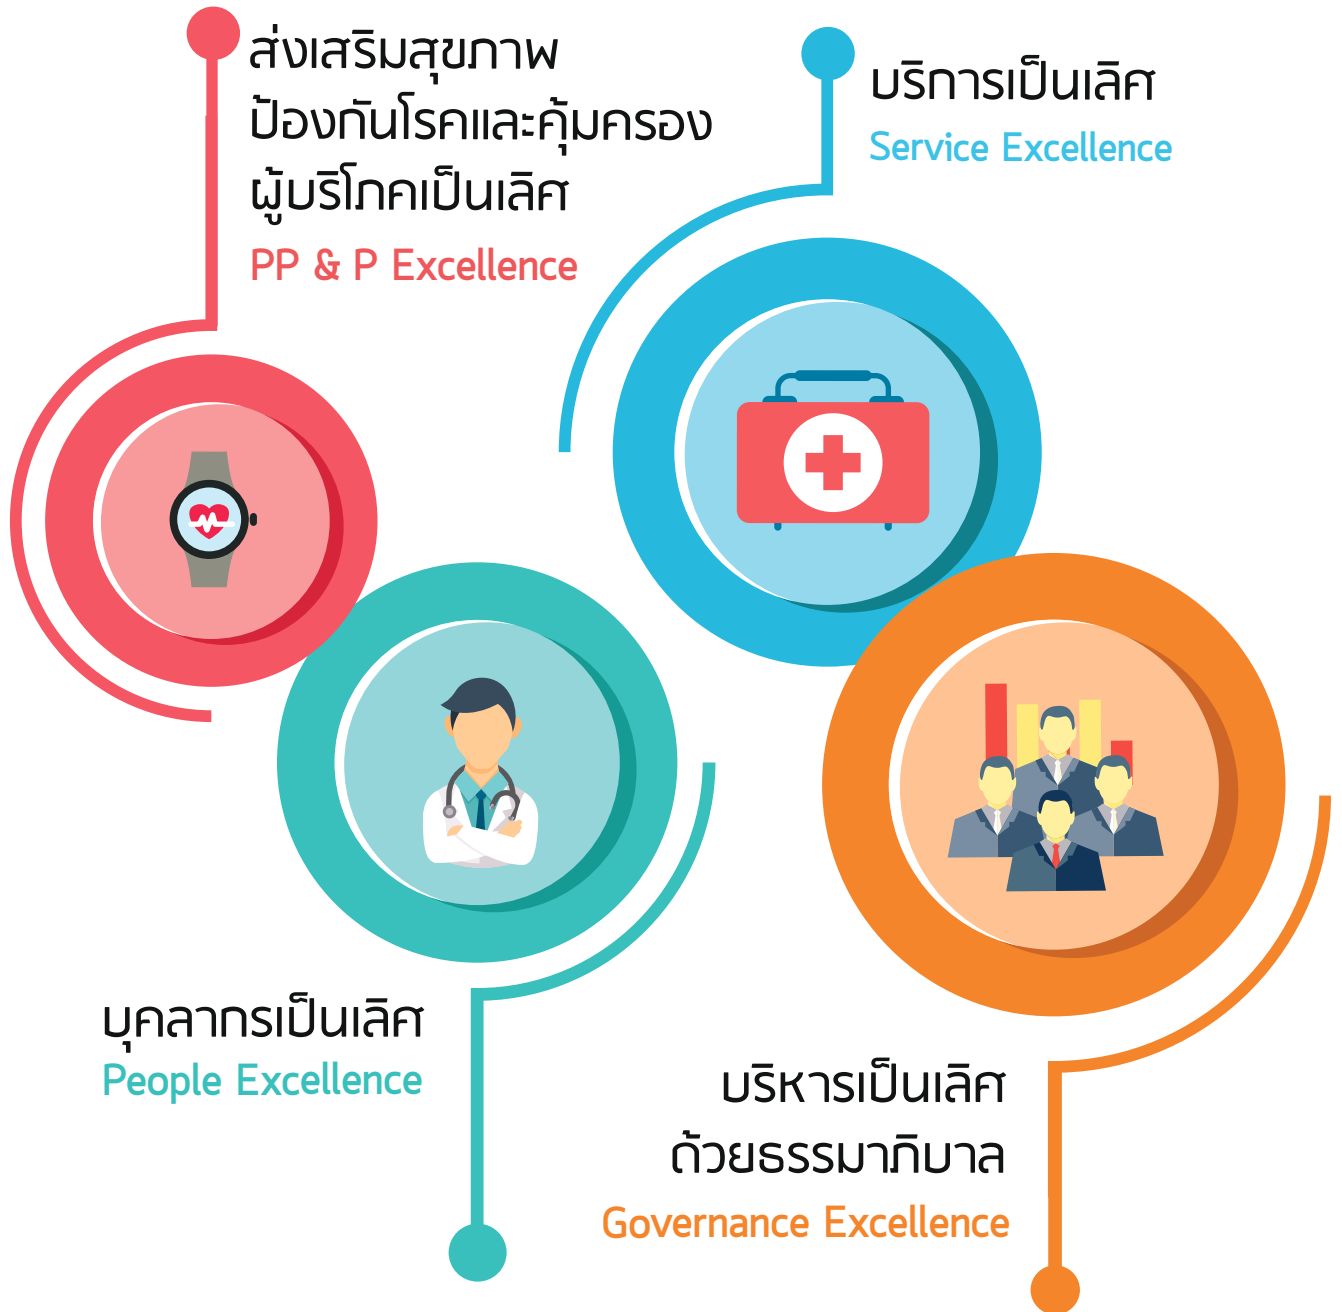 ส่งเสริมสุขภาพ
ป้องกันโรคและคุ้มครอง
ผู้บริโภคเป็นเลิศ
PP & P Excellence
บริการเป็นเลิศ
Service Excellence
บุคลากรเป็นเลิศ
People Excellence
บริหารเป็นเลิศ
ด้วยธรรมาภิบาล
Governance Excellence